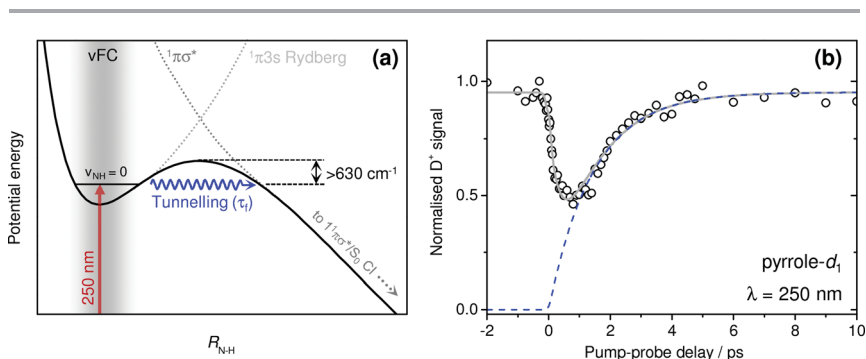 (a)
vFC
¹πσ*
¹π3s Rydberg
v_NH = 0
>630 cm⁻¹
Tunnelling (τ_f)
250 nm
to 1¹πσ*/S₀ CI
Potential energy
R_N-H
(b)
1.0
0.5
0.0
Normalised D⁺ signal
pyrrole-d₁
λ = 250 nm
-2 0 2 4 6 8 10
Pump-probe delay / ps